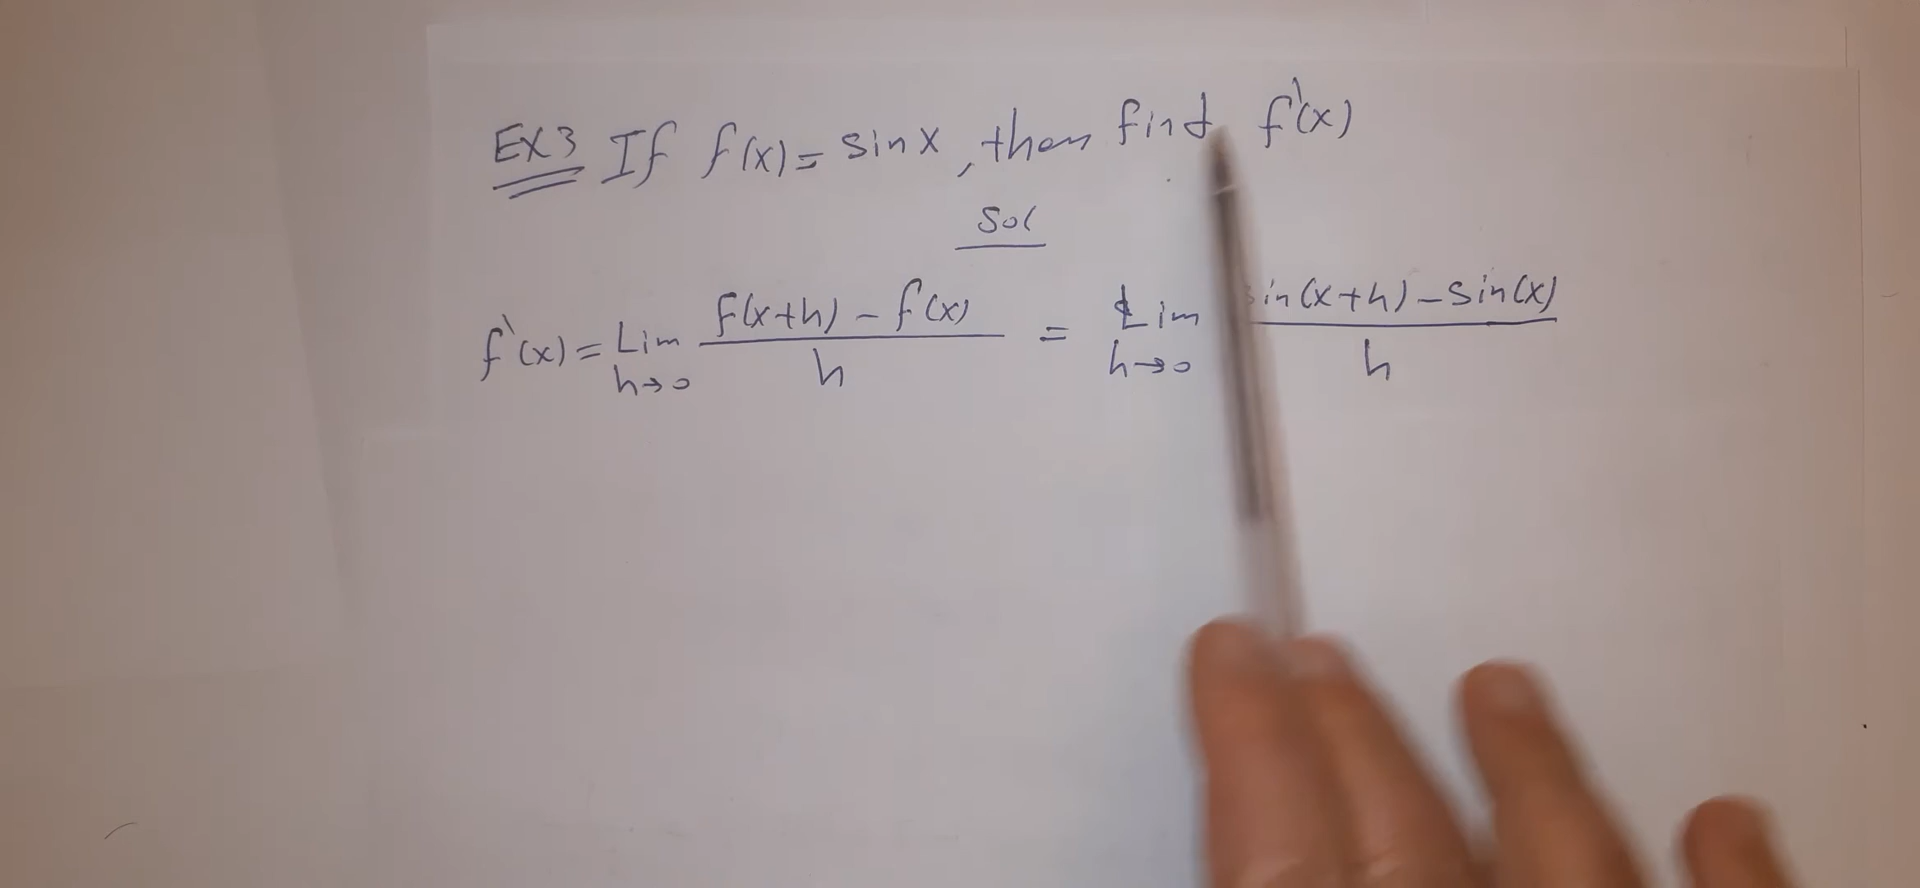 EX3 If f(x) = sin x, then find f'(x)
Sol
f'(x) = Lim h→0 f(x+h) - f(x) / h = Lim h→0 sin(x+h) - sin(x) / h